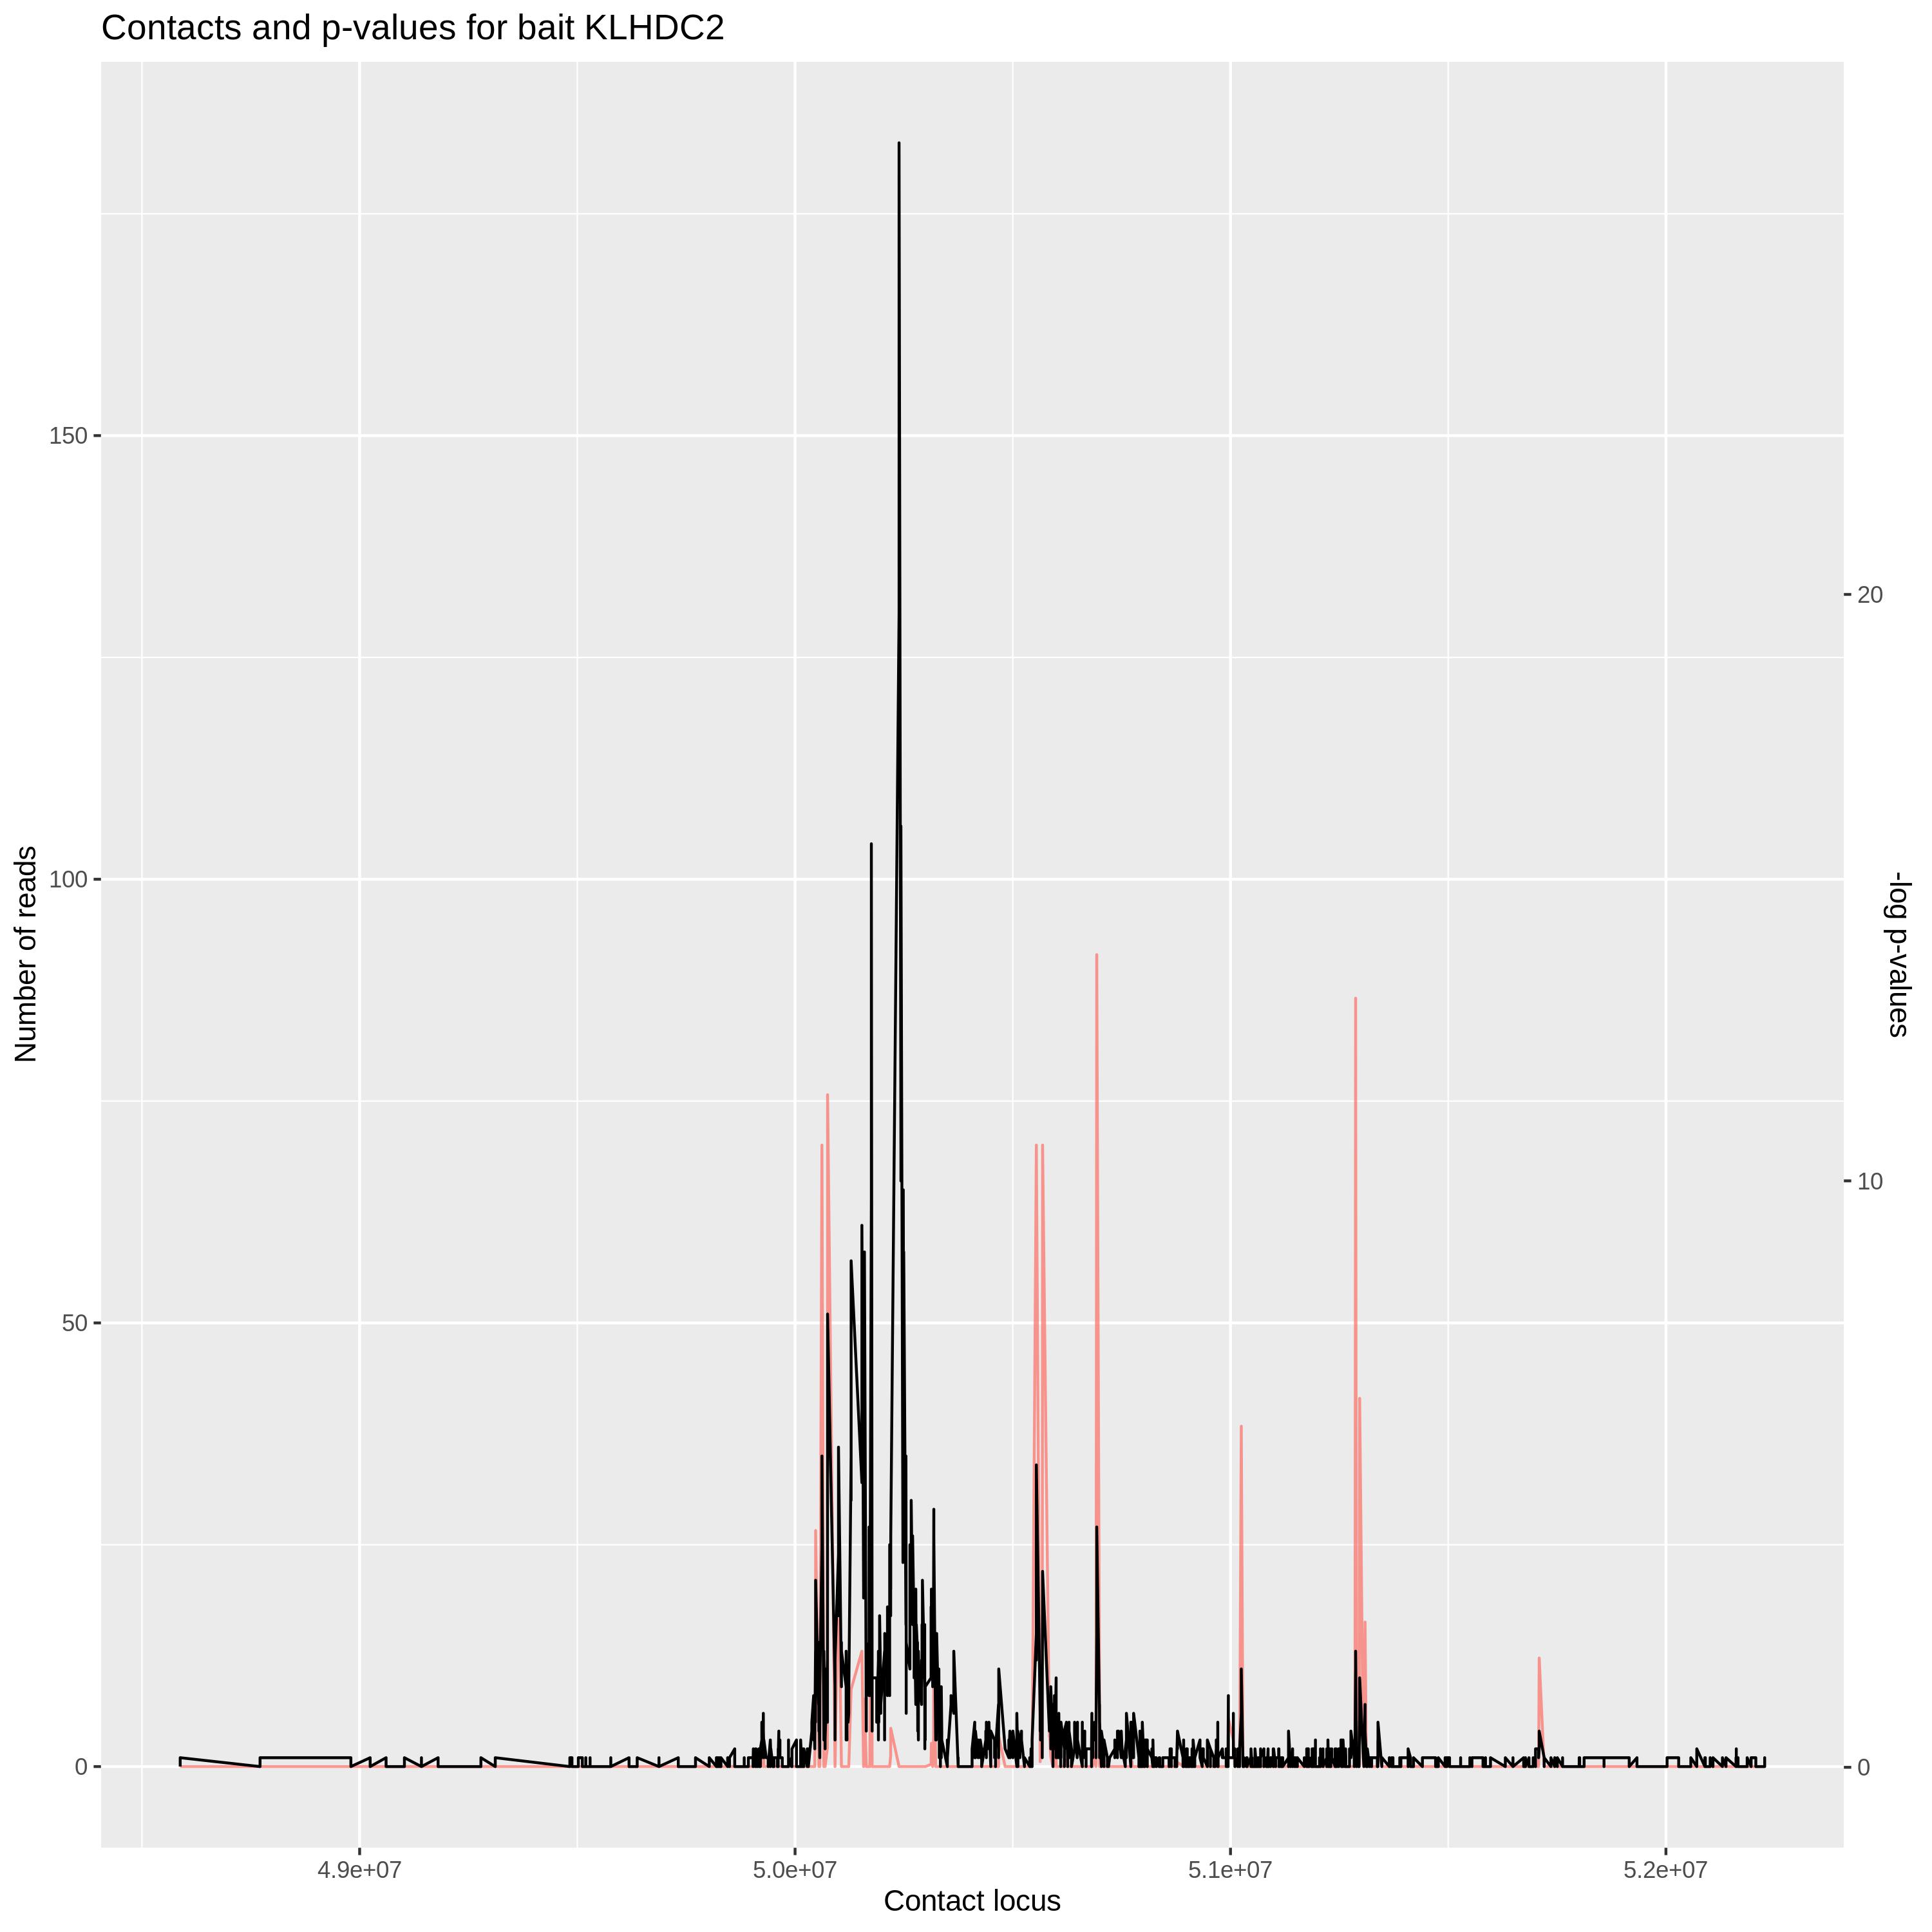 Contacts and p-values for bait KLHDC2
Number of reads
150
100
50
0
20
10
0
-log p-values
4.9e+07
5.0e+07
5.1e+07
5.2e+07
Contact locus